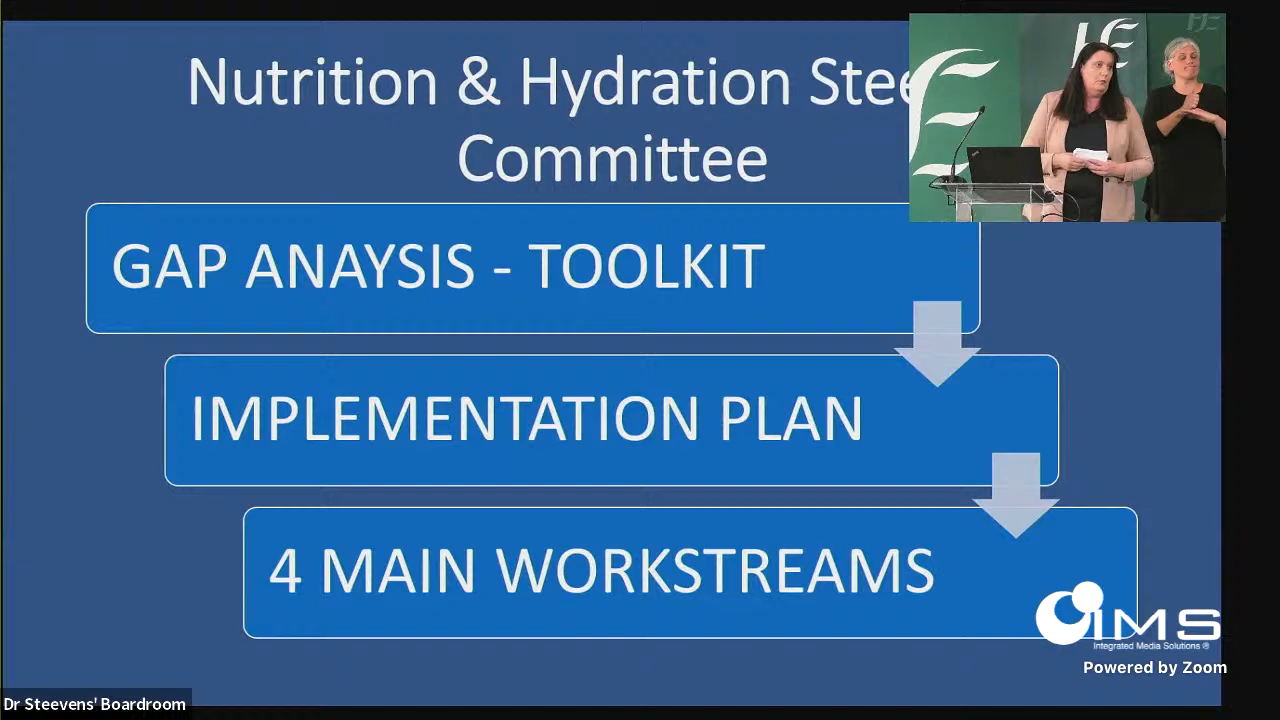 Nutrition & Hydration Stee
Committee
GAP ANAYSIS - TOOLKIT
IMPLEMENTATION PLAN
4 MAIN WORKSTREAMS
iMS
Integrated Media Solutions ®
Powered by Zoom
Dr Steevens' Boardroom